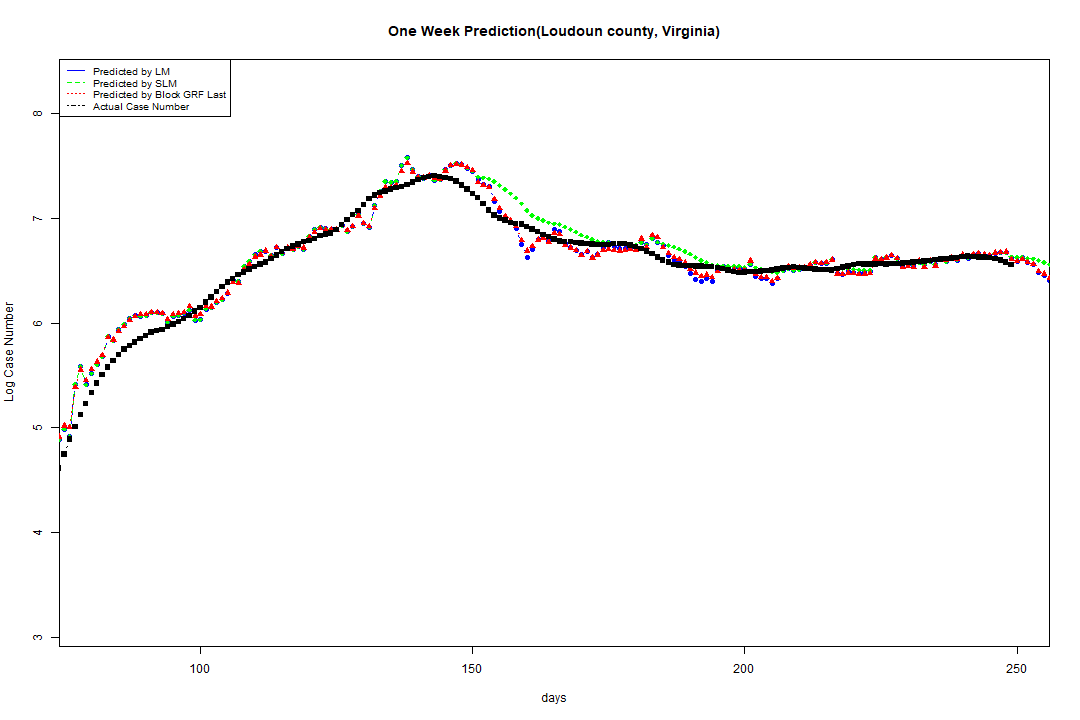 One Week Prediction(Loudoun county, Virginia)
Predicted by LM
Predicted by SLM
Predicted by Block GRF Last
Actual Case Number
8
7
6
5
4
3
Log Case Number
100 150 200 250
days